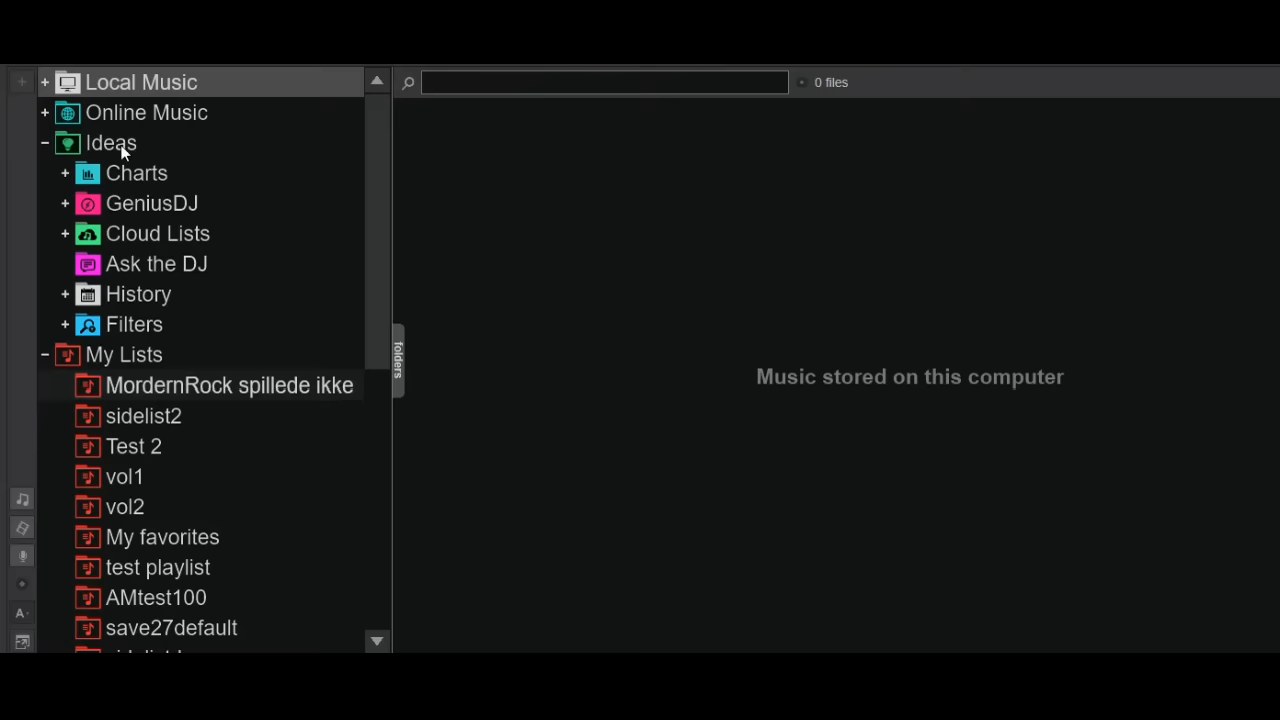 Local Music
0 files
Online Music
Ideas
Charts
GeniusDJ
Cloud Lists
Ask the DJ
History
Filters
My Lists
folders
Music stored on this computer
MordernRock spillede ikke
sidelist2
Test 2
vol1
vol2
My favorites
test playlist
AMtest100
A
save27default